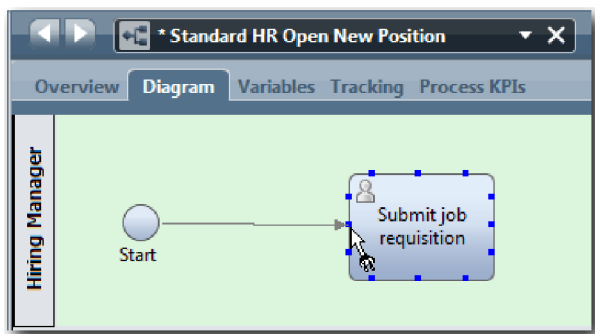 * Standard HR Open New Position
Overview Diagram Variables Tracking Process KPIs
Hiring Manager
Start
Submit job
requisition